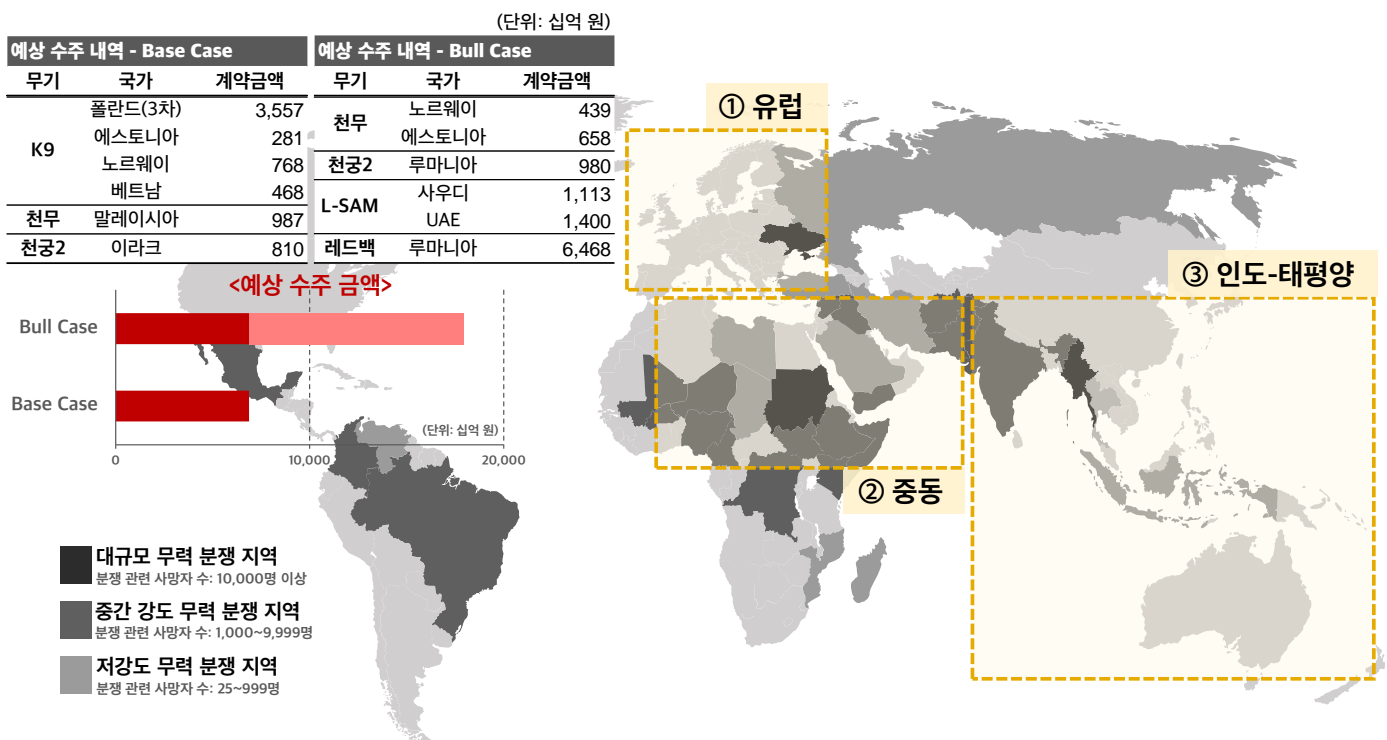 (단위: 십억 원)
예상 수주 내역 - Base Case
무기 국가 계약금액
K9 폴란드(3차) 3,557
에스토니아 281
노르웨이 768
베트남 468
천무 말레이시아 987
천궁2 이라크 810
예상 수주 내역 - Bull Case
무기 국가 계약금액
천무 노르웨이 439
에스토니아 658
천궁2 루마니아 980
L-SAM 사우디 1,113
UAE 1,400
레드백 루마니아 6,468
① 유럽
③ 인도-태평양
② 중동
<예상 수주 금액>
Bull Case
Base Case
(단위: 십억 원)
0 10,000 20,000
대규모 무력 분쟁 지역
분쟁 관련 사망자 수: 10,000명 이상
중간 강도 무력 분쟁 지역
분쟁 관련 사망자 수: 1,000~9,999명
저강도 무력 분쟁 지역
분쟁 관련 사망자 수: 25~999명